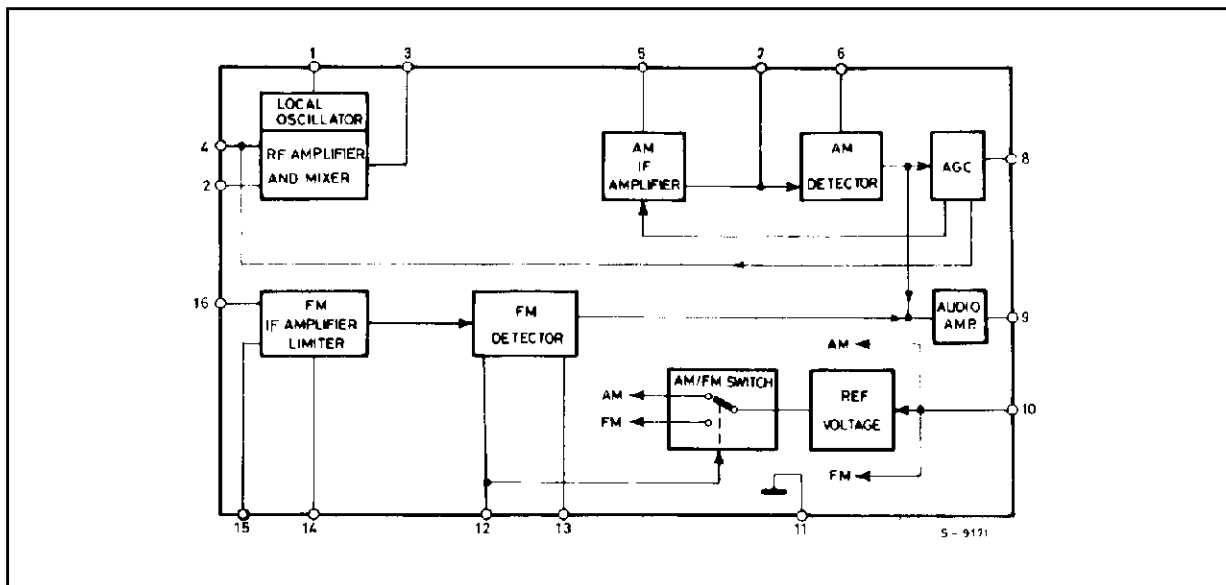 1
3
5
7
6
LOCAL
OSCILLATOR
RF AMPLIFIER
AND MIXER
4
2
AM
IF
AMPLIFIER
AM
DETECTOR
AGC
8
16
FM
IF AMPLIFIER
LIMITER
FM
DETECTOR
AUDIO
AMP.
9
AM
AM/FM SWITCH
AM
FM
REF
VOLTAGE
10
FM
15
14
12
13
11
S-9171